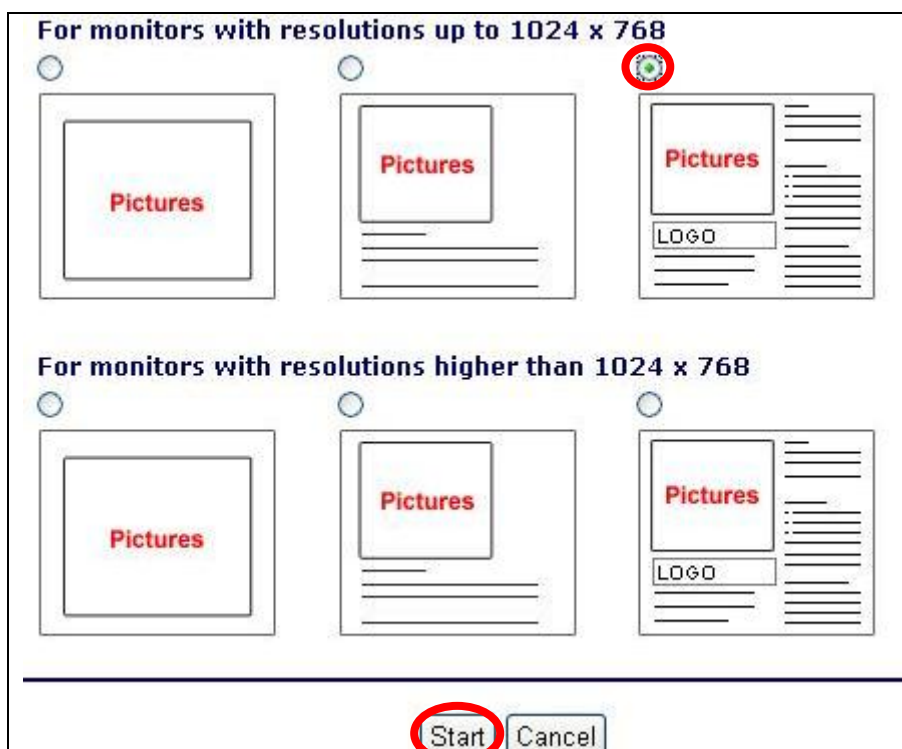 For monitors with resolutions up to 1024 x 768
Pictures
Pictures
Pictures
LOGO
For monitors with resolutions higher than 1024 x 768
Pictures
Pictures
Pictures
LOGO
Start Cancel